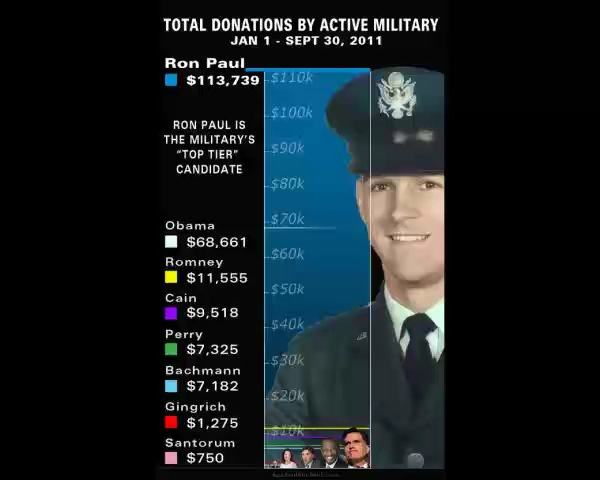 TOTAL DONATIONS BY ACTIVE MILITARY
JAN 1 - SEPT 30, 2011
Ron Paul
$113,739
RON PAUL IS
THE MILITARY'S
"TOP TIER"
CANDIDATE
Obama
$68,661
Romney
$11,555
Cain
$9,518
Perry
$7,325
Bachmann
$7,182
Gingrich
$1,275
Santorum
$750
$110k
$100k
$90k
$80k
$70k
$60k
$50k
$40k
$30k
$20k
$10k